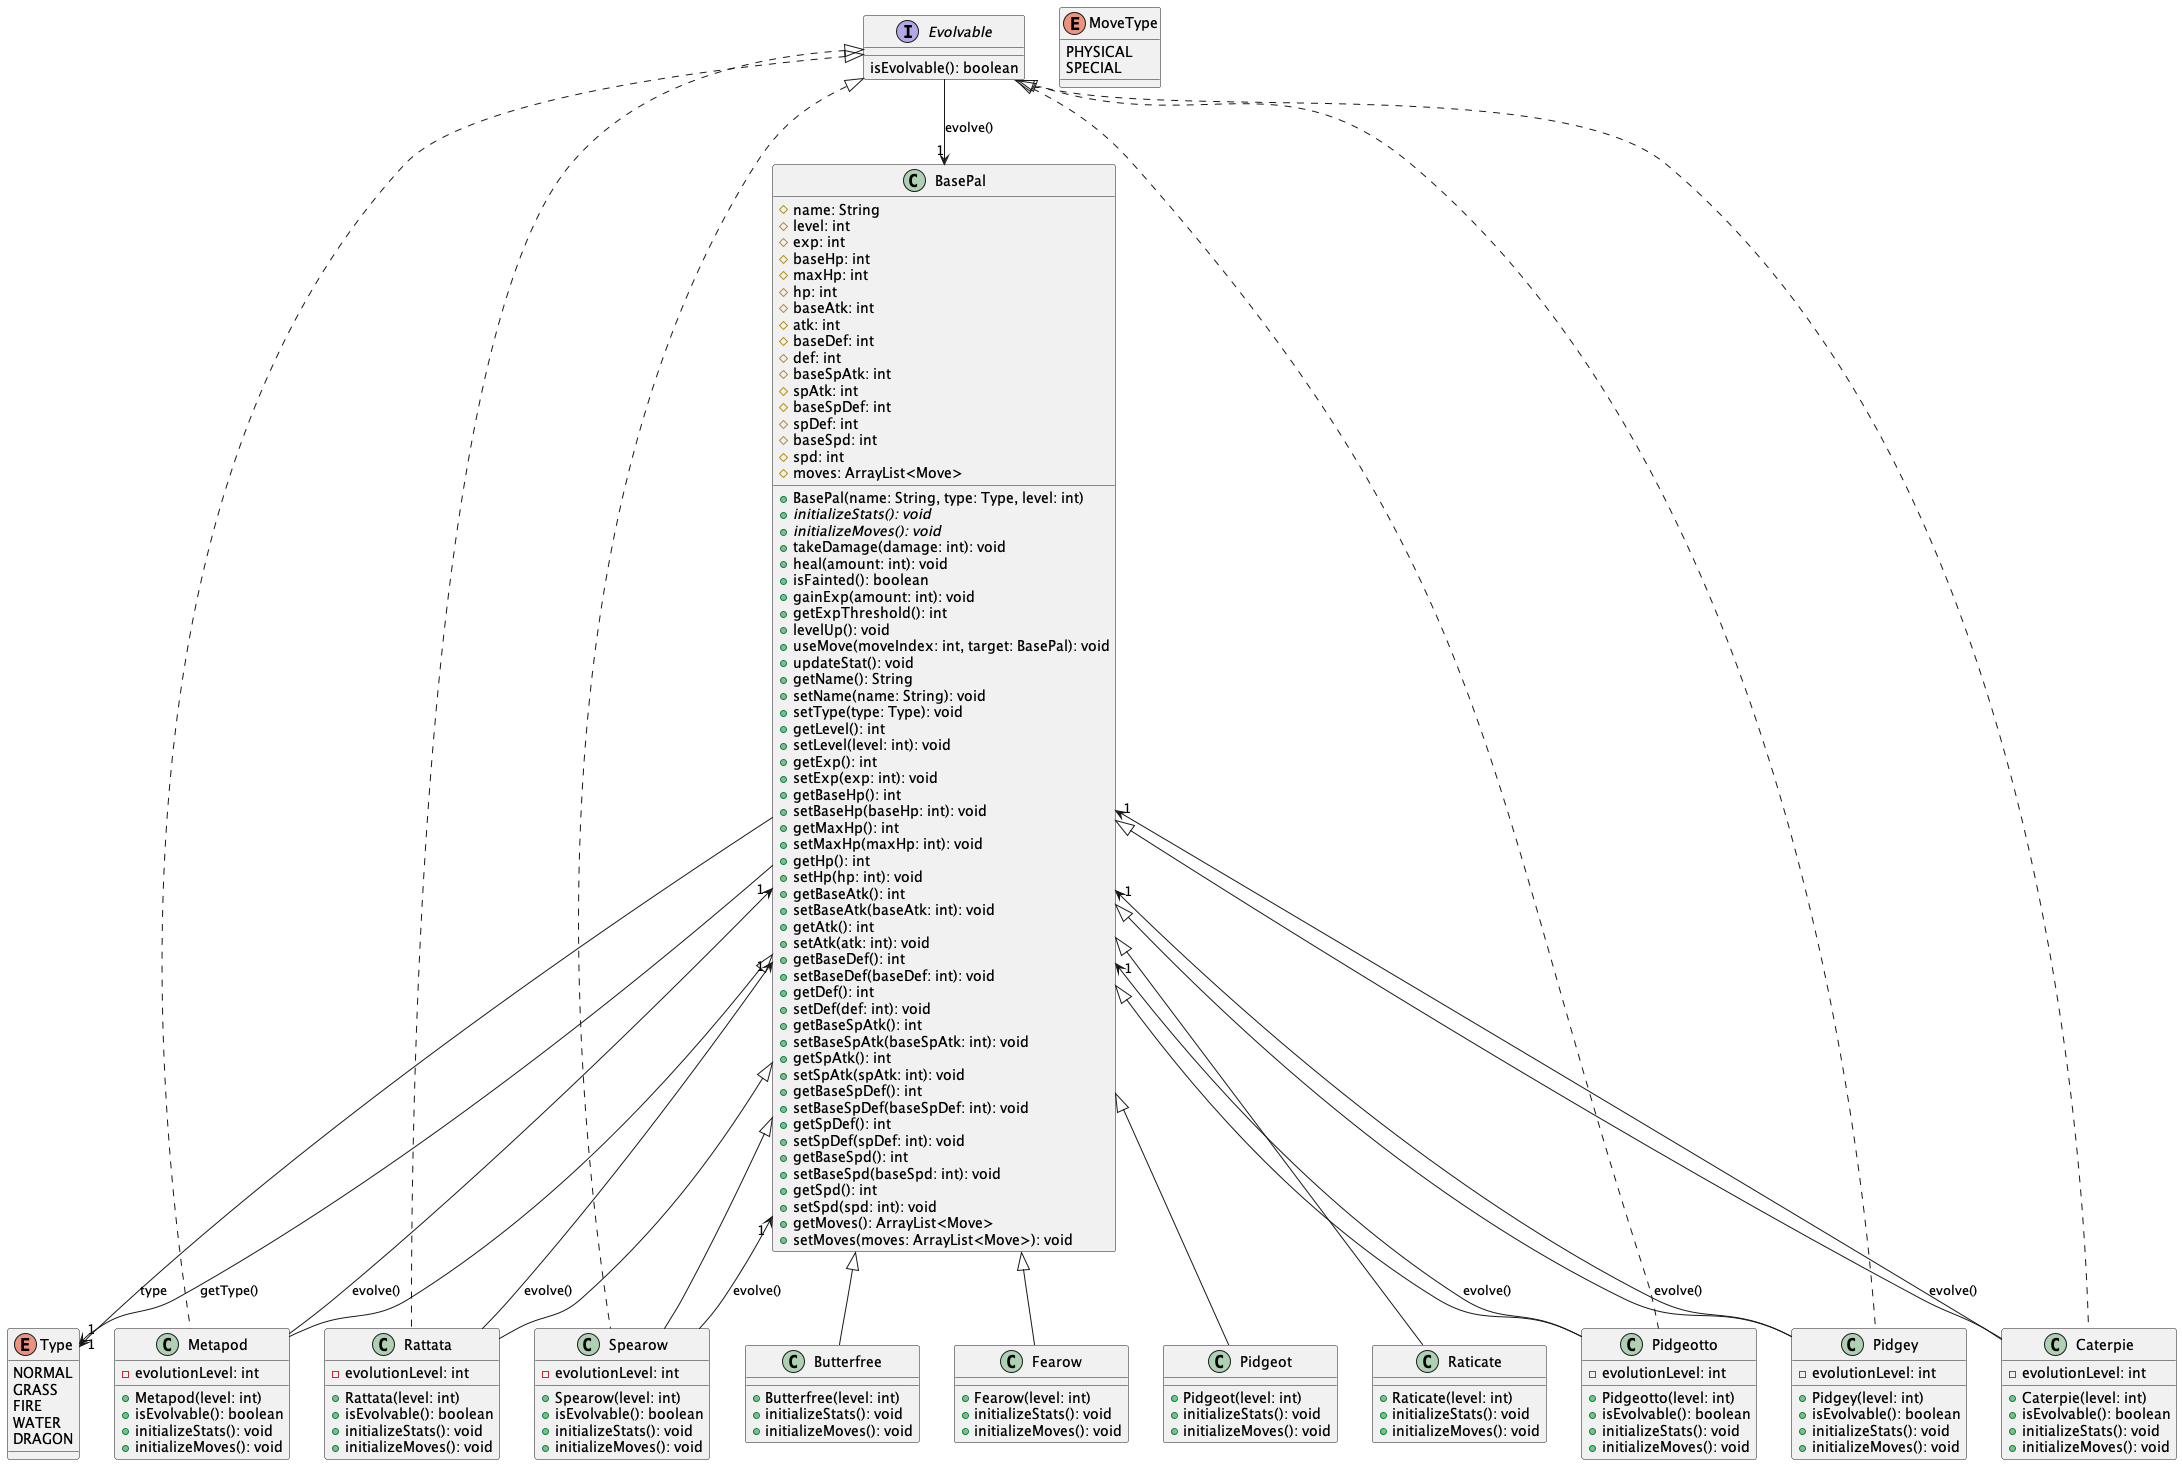 I Evolvable
isEvolvable(): boolean
E MoveType
PHYSICAL
SPECIAL
evolve()
1
C BasePal
name: String
level: int
exp: int
baseHp: int
maxHp: int
hp: int
baseAtk: int
atk: int
baseDef: int
def: int
baseSpAtk: int
spAtk: int
baseSpDef: int
spDef: int
baseSpd: int
spd: int
moves: ArrayList<Move>
BasePal(name: String, type: Type, level: int)
initializeStats(): void
initializeMoves(): void
takeDamage(damage: int): void
heal(amount: int): void
isFainted(): boolean
gainExp(amount: int): void
getExpThreshold(): int
levelUp(): void
useMove(moveIndex: int, target: BasePal): void
updateStat(): void
getName(): String
setName(name: String): void
setType(type: Type): void
getLevel(): int
setLevel(level: int): void
getExp(): int
setExp(exp: int): void
getBaseHp(): int
setBaseHp(baseHp: int): void
getMaxHp(): int
setMaxHp(maxHp: int): void
getHp(): int
setHp(hp: int): void
getBaseAtk(): int
setBaseAtk(baseAtk: int): void
getAtk(): int
setAtk(atk: int): void
getBaseDef(): int
setBaseDef(baseDef: int): void
getDef(): int
setDef(def: int): void
getBaseSpAtk(): int
setBaseSpAtk(baseSpAtk: int): void
getSpAtk(): int
setSpAtk(spAtk: int): void
getBaseSpDef(): int
setBaseSpDef(baseSpDef: int): void
getSpDef(): int
setSpDef(spDef: int): void
getBaseSpd(): int
setBaseSpd(baseSpd: int): void
getSpd(): int
setSpd(spd: int): void
getMoves(): ArrayList<Move>
setMoves(moves: ArrayList<Move>): void
1
1
1
1
1
1
type
getType()
evolve()
evolve()
evolve()
evolve()
evolve()
evolve()
1
1
E Type
NORMAL
GRASS
FIRE
WATER
DRAGON
C Metapod
evolutionLevel: int
Metapod(level: int)
isEvolvable(): boolean
initializeStats(): void
initializeMoves(): void
C Rattata
evolutionLevel: int
Rattata(level: int)
isEvolvable(): boolean
initializeStats(): void
initializeMoves(): void
C Spearow
evolutionLevel: int
Spearow(level: int)
isEvolvable(): boolean
initializeStats(): void
initializeMoves(): void
C Butterfree
Butterfree(level: int)
initializeStats(): void
initializeMoves(): void
C Fearow
Fearow(level: int)
initializeStats(): void
initializeMoves(): void
C Pidgeot
Pidgeot(level: int)
initializeStats(): void
initializeMoves(): void
C Raticate
Raticate(level: int)
initializeStats(): void
initializeMoves(): void
C Pidgeotto
evolutionLevel: int
Pidgeotto(level: int)
isEvolvable(): boolean
initializeStats(): void
initializeMoves(): void
C Pidgey
evolutionLevel: int
Pidgey(level: int)
isEvolvable(): boolean
initializeStats(): void
initializeMoves(): void
C Caterpie
evolutionLevel: int
Caterpie(level: int)
isEvolvable(): boolean
initializeStats(): void
initializeMoves(): void